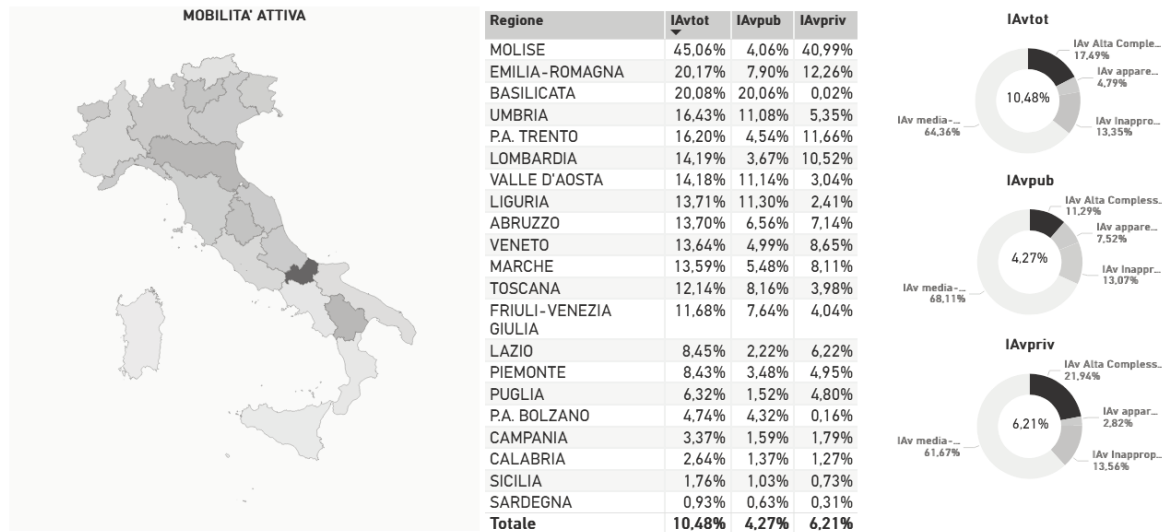 MOBILITA' ATTIVA
Regione IAvtot IAvpub IAvpriv
MOLISE 45,06% 4,06% 40,99%
EMILIA-ROMAGNA 20,17% 7,90% 12,26%
BASILICATA 20,08% 20,06% 0,02%
UMBRIA 16,43% 11,08% 5,35%
P.A. TRENTO 16,20% 4,54% 11,66%
LOMBARDIA 14,19% 3,67% 10,52%
VALLE D'AOSTA 14,18% 11,14% 3,04%
LIGURIA 13,71% 11,30% 2,41%
ABRUZZO 13,70% 6,56% 7,14%
VENETO 13,64% 4,99% 8,65%
MARCHE 13,59% 5,48% 8,11%
TOSCANA 12,14% 8,16% 3,98%
FRIULI-VENEZIA 11,68% 7,64% 4,04%
GIULIA
LAZIO 8,45% 2,22% 6,22%
PIEMONTE 8,43% 3,48% 4,95%
PUGLIA 6,32% 1,52% 4,80%
P.A. BOLZANO 4,74% 4,32% 0,16%
CAMPANIA 3,37% 1,59% 1,79%
CALABRIA 2,64% 1,37% 1,27%
SICILIA 1,76% 1,03% 0,73%
SARDEGNA 0,93% 0,63% 0,31%
Totale 10,48% 4,27% 6,21%
IAvtot
IAv Alta Comple...
17,49%
IAv appare...
4,79%
10,48%
IAv media-...
64,36%
IAv Inappro...
13,35%
IAvpub
IAv Alta Compless...
11,29%
IAv appare...
7,52%
4,27%
IAv Inappr...
13,07%
IAv media-...
68,11%
IAvpriv
IAv Alta Compless...
21,94%
IAv appar...
2,82%
6,21%
IAv media-...
61,67%
IAv Inapprop...
13,56%